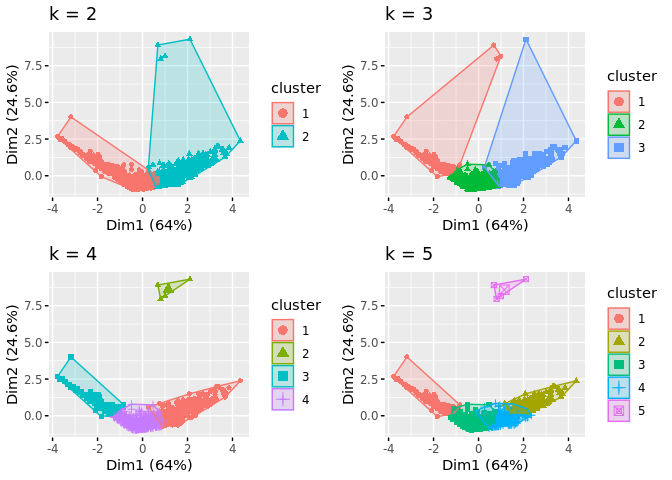 k = 2
7.5
5.0
2.5
0.0
Dim2 (24.6%)
-4 -2 0 2 4
Dim1 (64%)
cluster
1
2
k = 3
7.5
5.0
2.5
0.0
Dim2 (24.6%)
-4 -2 0 2 4
Dim1 (64%)
cluster
1
2
3
k = 4
7.5
5.0
2.5
0.0
Dim2 (24.6%)
-4 -2 0 2 4
Dim1 (64%)
cluster
1
2
3
4
k = 5
7.5
5.0
2.5
0.0
Dim2 (24.6%)
-4 -2 0 2 4
Dim1 (64%)
cluster
1
2
3
4
5